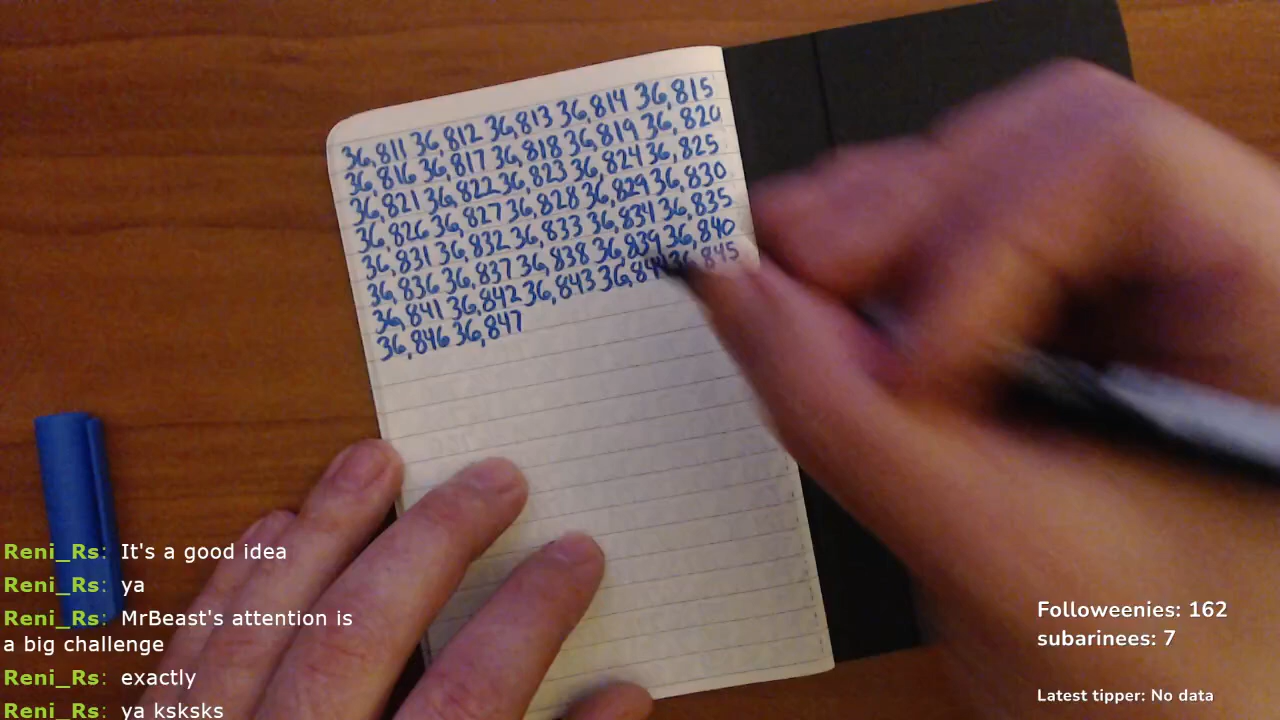 36,811 36,812 36,813 36,814 36,815
36,816 36,817 36,818 36,819 36,820
36,821 36,822 36,823 36,824 36,825
36,826 36,827 36,828 36,829 36,830
36,831 36,832 36,833 36,834 36,835
36,836 36,837 36,838 36,839 36,840
36,841 36,842 36,843 36,844 36,845
36,846 36,847
Reni_Rs: It's a good idea
Reni_Rs: ya
Reni_Rs: MrBeast's attention is
a big challenge
Reni_Rs: exactly
Reni_Rs: ya ksksks
Followeenies: 162
subarinees: 7
Latest tipper: No data